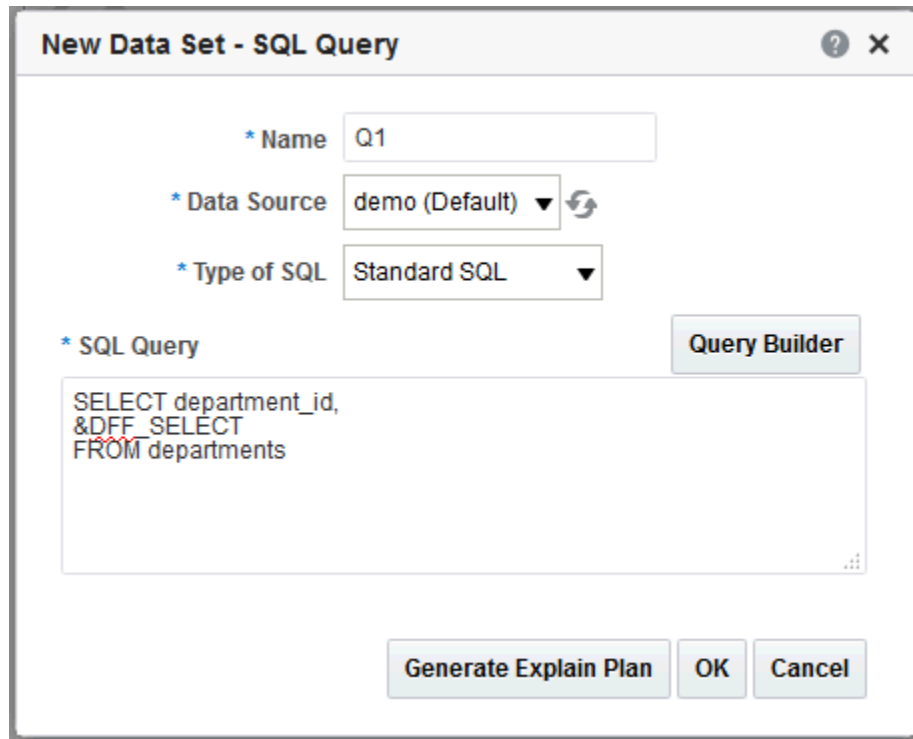 New Data Set - SQL Query
* Name Q1
* Data Source demo (Default)
* Type of SQL Standard SQL
* SQL Query Query Builder
SELECT department_id,
&DFF_SELECT
FROM departments
Generate Explain Plan OK Cancel